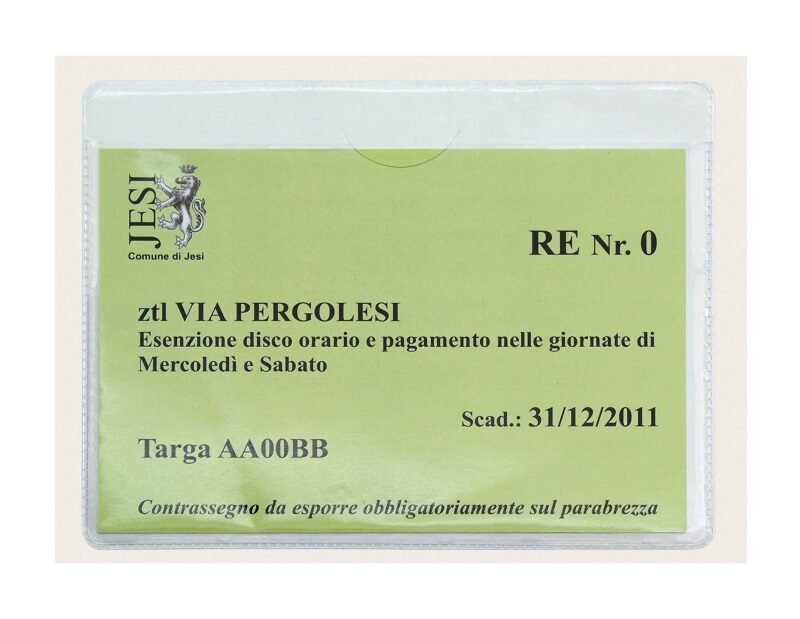 JESI
Comune di Jesi
RE Nr. 0
ztl VIA PERGOLESI
Esenzione disco orario e pagamento nelle giornate di
Mercoledì e Sabato
Scad.: 31/12/2011
Targa AA00BB
Contrassegno da esporre obbligatoriamente sul parabrezza